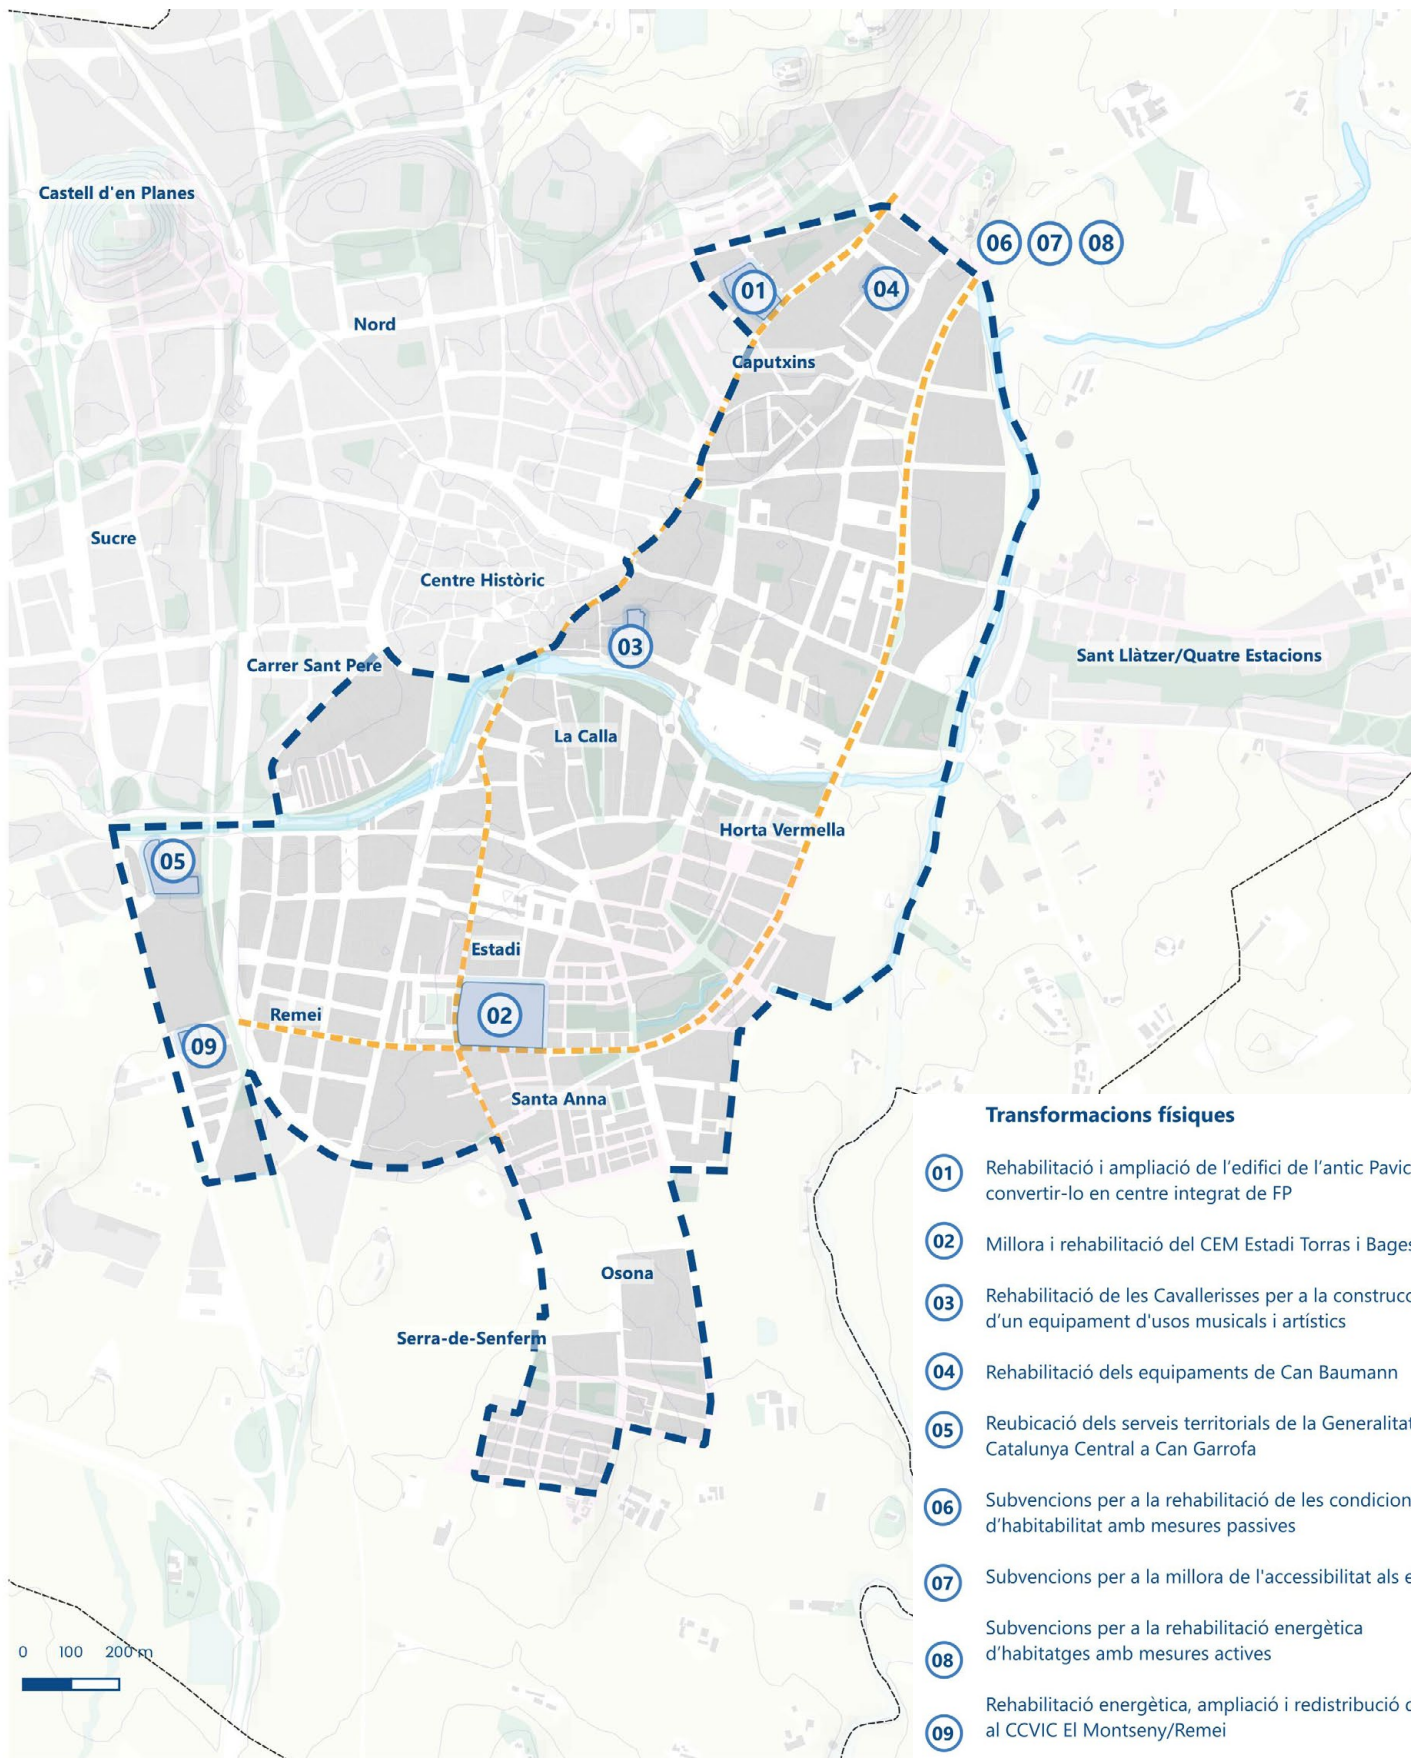 Castell d'en Planes
06 07 08
01
04
Nord
Caputxins
Sucre
Centre Històric
03
Carrer Sant Pere
Sant Llàtzer/Quatre Estacions
La Calla
Horta Vermella
05
Estadi
Remei
02
09
Santa Anna
Osona
Serra-de-Senferm
Transformacions físiques
01 Rehabilitació i ampliació de l'edifici de l'antic Pavic
convertir-lo en centre integrat de FP
02 Millora i rehabilitació del CEM Estadi Torras i Bages
03 Rehabilitació de les Cavallerisses per a la construcc
d'un equipament d'usos musicals i artístics
04 Rehabilitació dels equipaments de Can Baumann
05 Reubicació dels serveis territorials de la Generalitat
Catalunya Central a Can Garrofa
06 Subvencions per a la rehabilitació de les condicion
d'habitabilitat amb mesures passives
07 Subvencions per a la millora de l'accessibilitat als e
08 Subvencions per a la rehabilitació energètica
d'habitatges amb mesures actives
09 Rehabilitació energètica, ampliació i redistribució
al CCVIC El Montseny/Remei
0 100 200 m